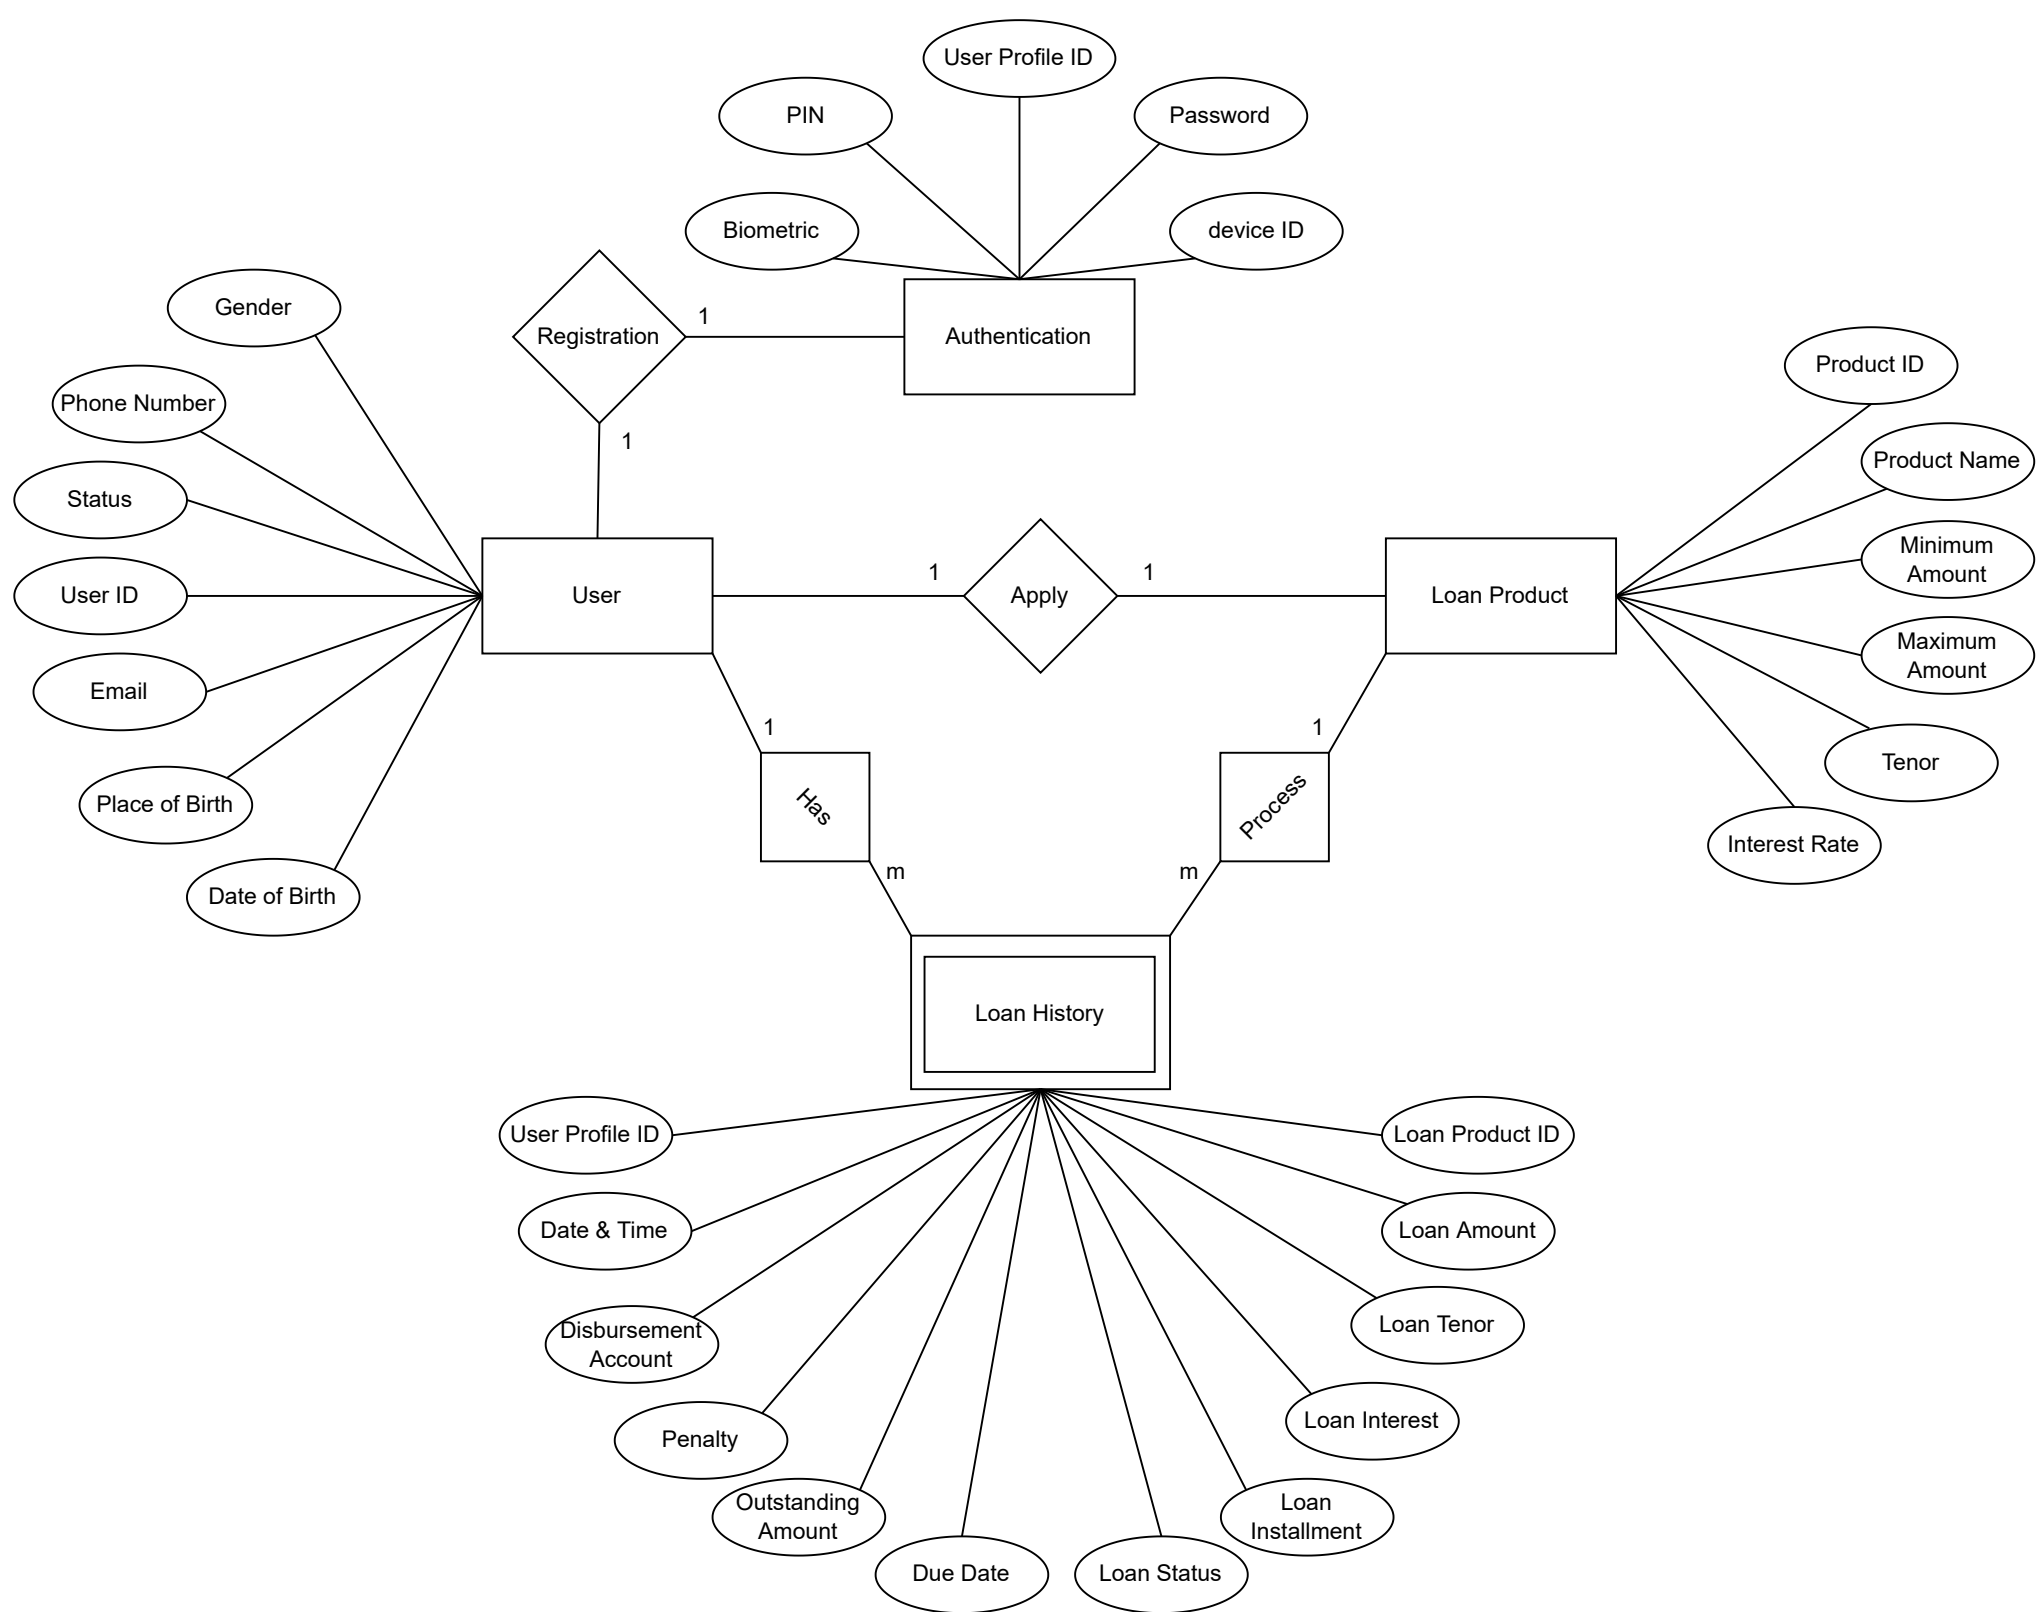 User Profile ID
PIN
Password
Biometric
device ID
Gender
1
Registration
Authentication
Product ID
Phone Number
1
Product Name
Status
Minimum
Amount
1
1
User ID
User
Apply
Loan Product
Maximum
Amount
Email
1
1
Tenor
Place of Birth
Has
Process
Interest Rate
m
m
Date of Birth
Loan History
User Profile ID
Loan Product ID
Date & Time
Loan Amount
Disbursement
Account
Loan Tenor
Penalty
Loan Interest
Outstanding
Amount
Loan
Installment
Due Date
Loan Status